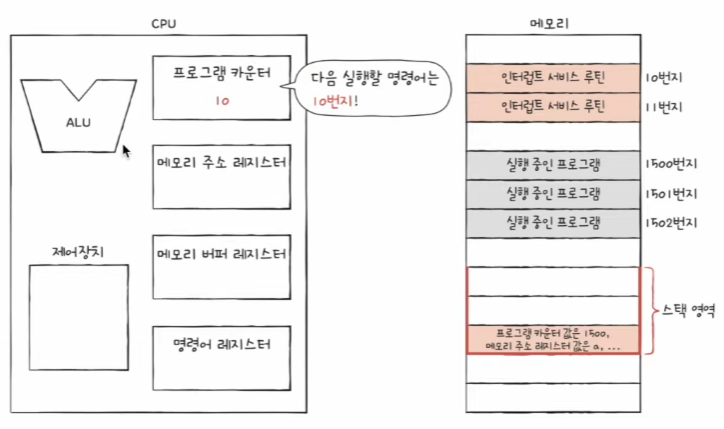 CPU
프로그램 카운터
10
다음 실행할 명령어는
10번지!
ALU
메모리 주소 레지스터
제어장치
메모리 버퍼 레지스터
명령어 레지스터
메모리
인터럽트 서비스 루틴 10번지
인터럽트 서비스 루틴 11번지
실행 중인 프로그램 1500번지
실행 중인 프로그램 1501번지
실행 중인 프로그램 1502번지
스택 영역
프로그램 카운터 값은 1500,
메모리 주소 레지스터 값은 a, ...